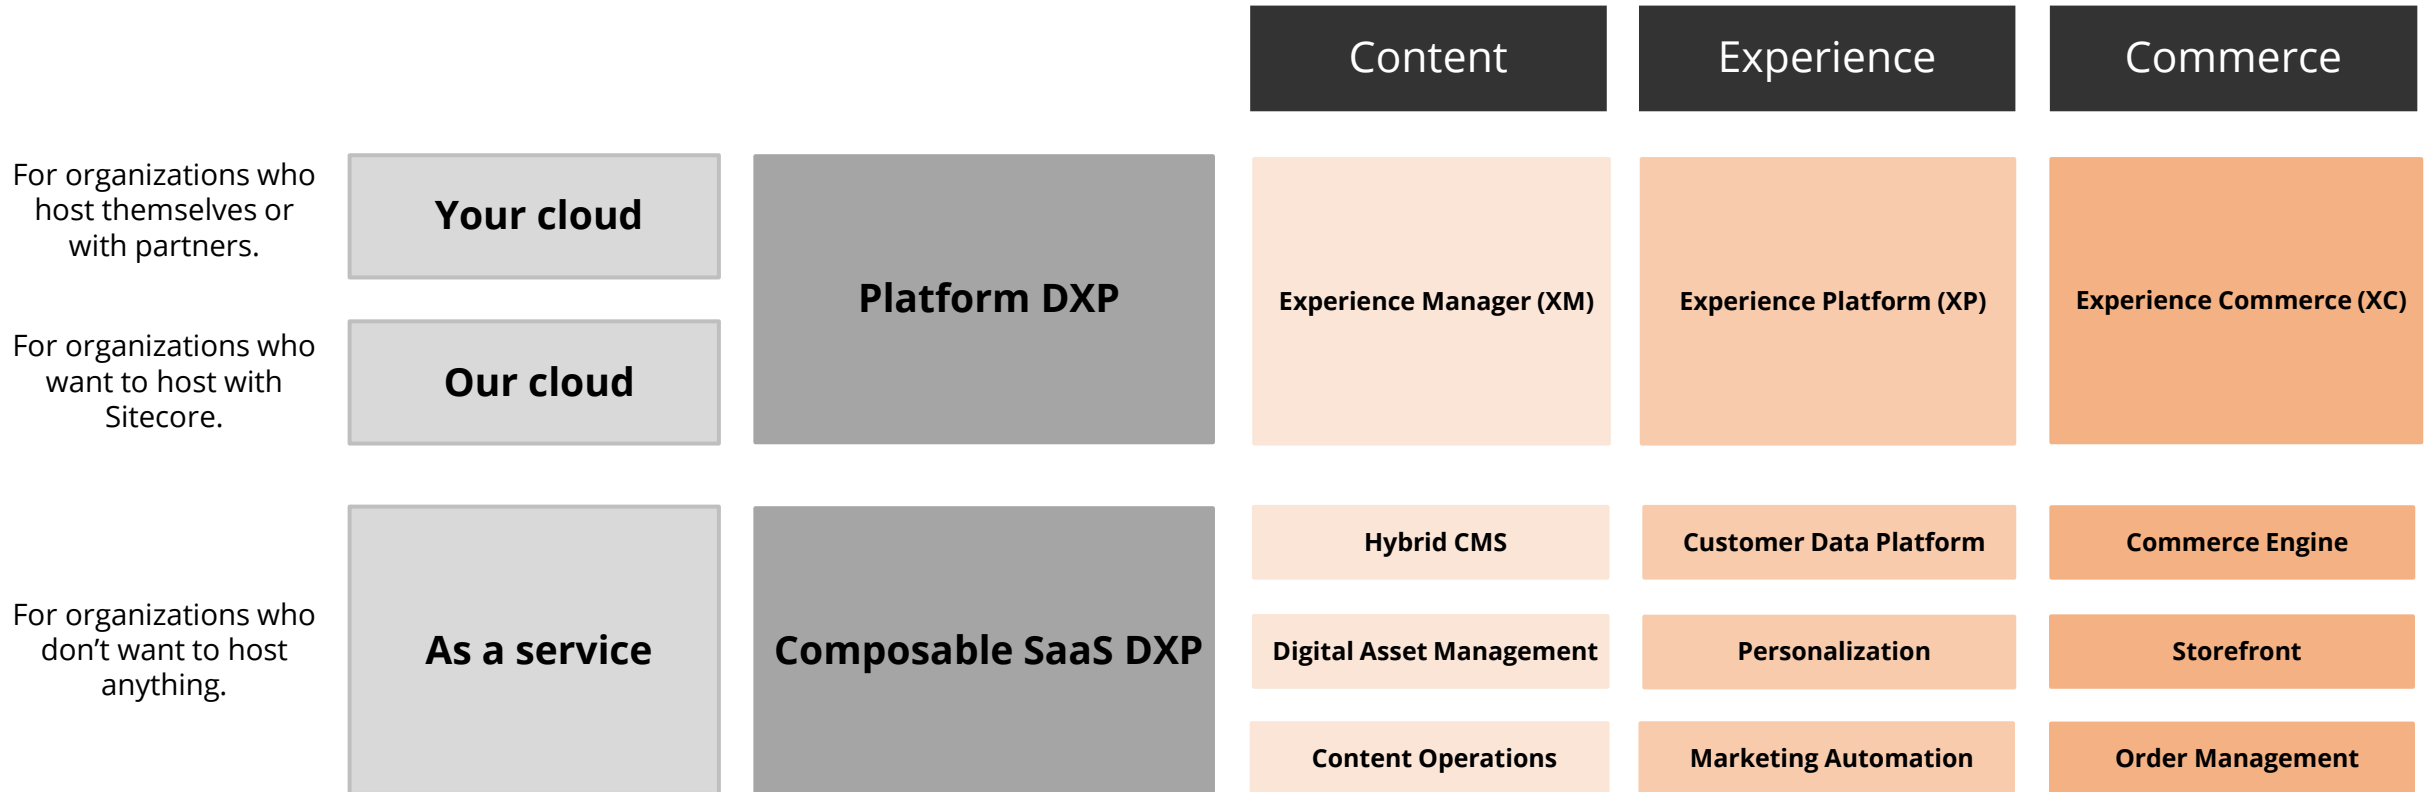 Content
Experience
Commerce
For organizations who
host themselves or
with partners.
Your cloud
Platform DXP
Experience Manager (XM)
Experience Platform (XP)
Experience Commerce (XC)
For organizations who
want to host with
Sitecore.
Our cloud
For organizations who
don’t want to host
anything.
As a service
Composable SaaS DXP
Hybrid CMS
Customer Data Platform
Commerce Engine
Digital Asset Management
Personalization
Storefront
Content Operations
Marketing Automation
Order Management